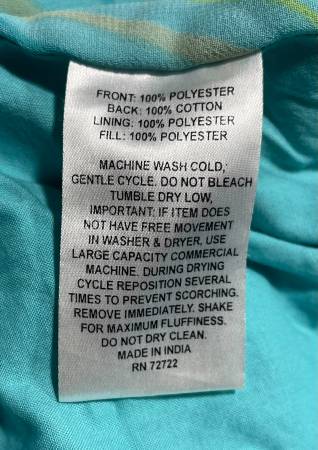 FRONT: 100% POLYESTER
BACK: 100% COTTON
LINING: 100% POLYESTER
FILL: 100% POLYESTER
MACHINE WASH COLD,
GENTLE CYCLE. DO NOT BLEACH
TUMBLE DRY LOW,
IMPORTANT: IF ITEM DOES
NOT HAVE FREE MOVEMENT
IN WASHER & DRYER, USE
LARGE CAPACITY COMMERCIAL
MACHINE. DURING DRYING
CYCLE REPOSITION SEVERAL
TIMES TO PREVENT SCORCHING.
REMOVE IMMEDIATELY. SHAKE
FOR MAXIMUM FLUFFINESS.
DO NOT DRY CLEAN.
MADE IN INDIA
RN 72722